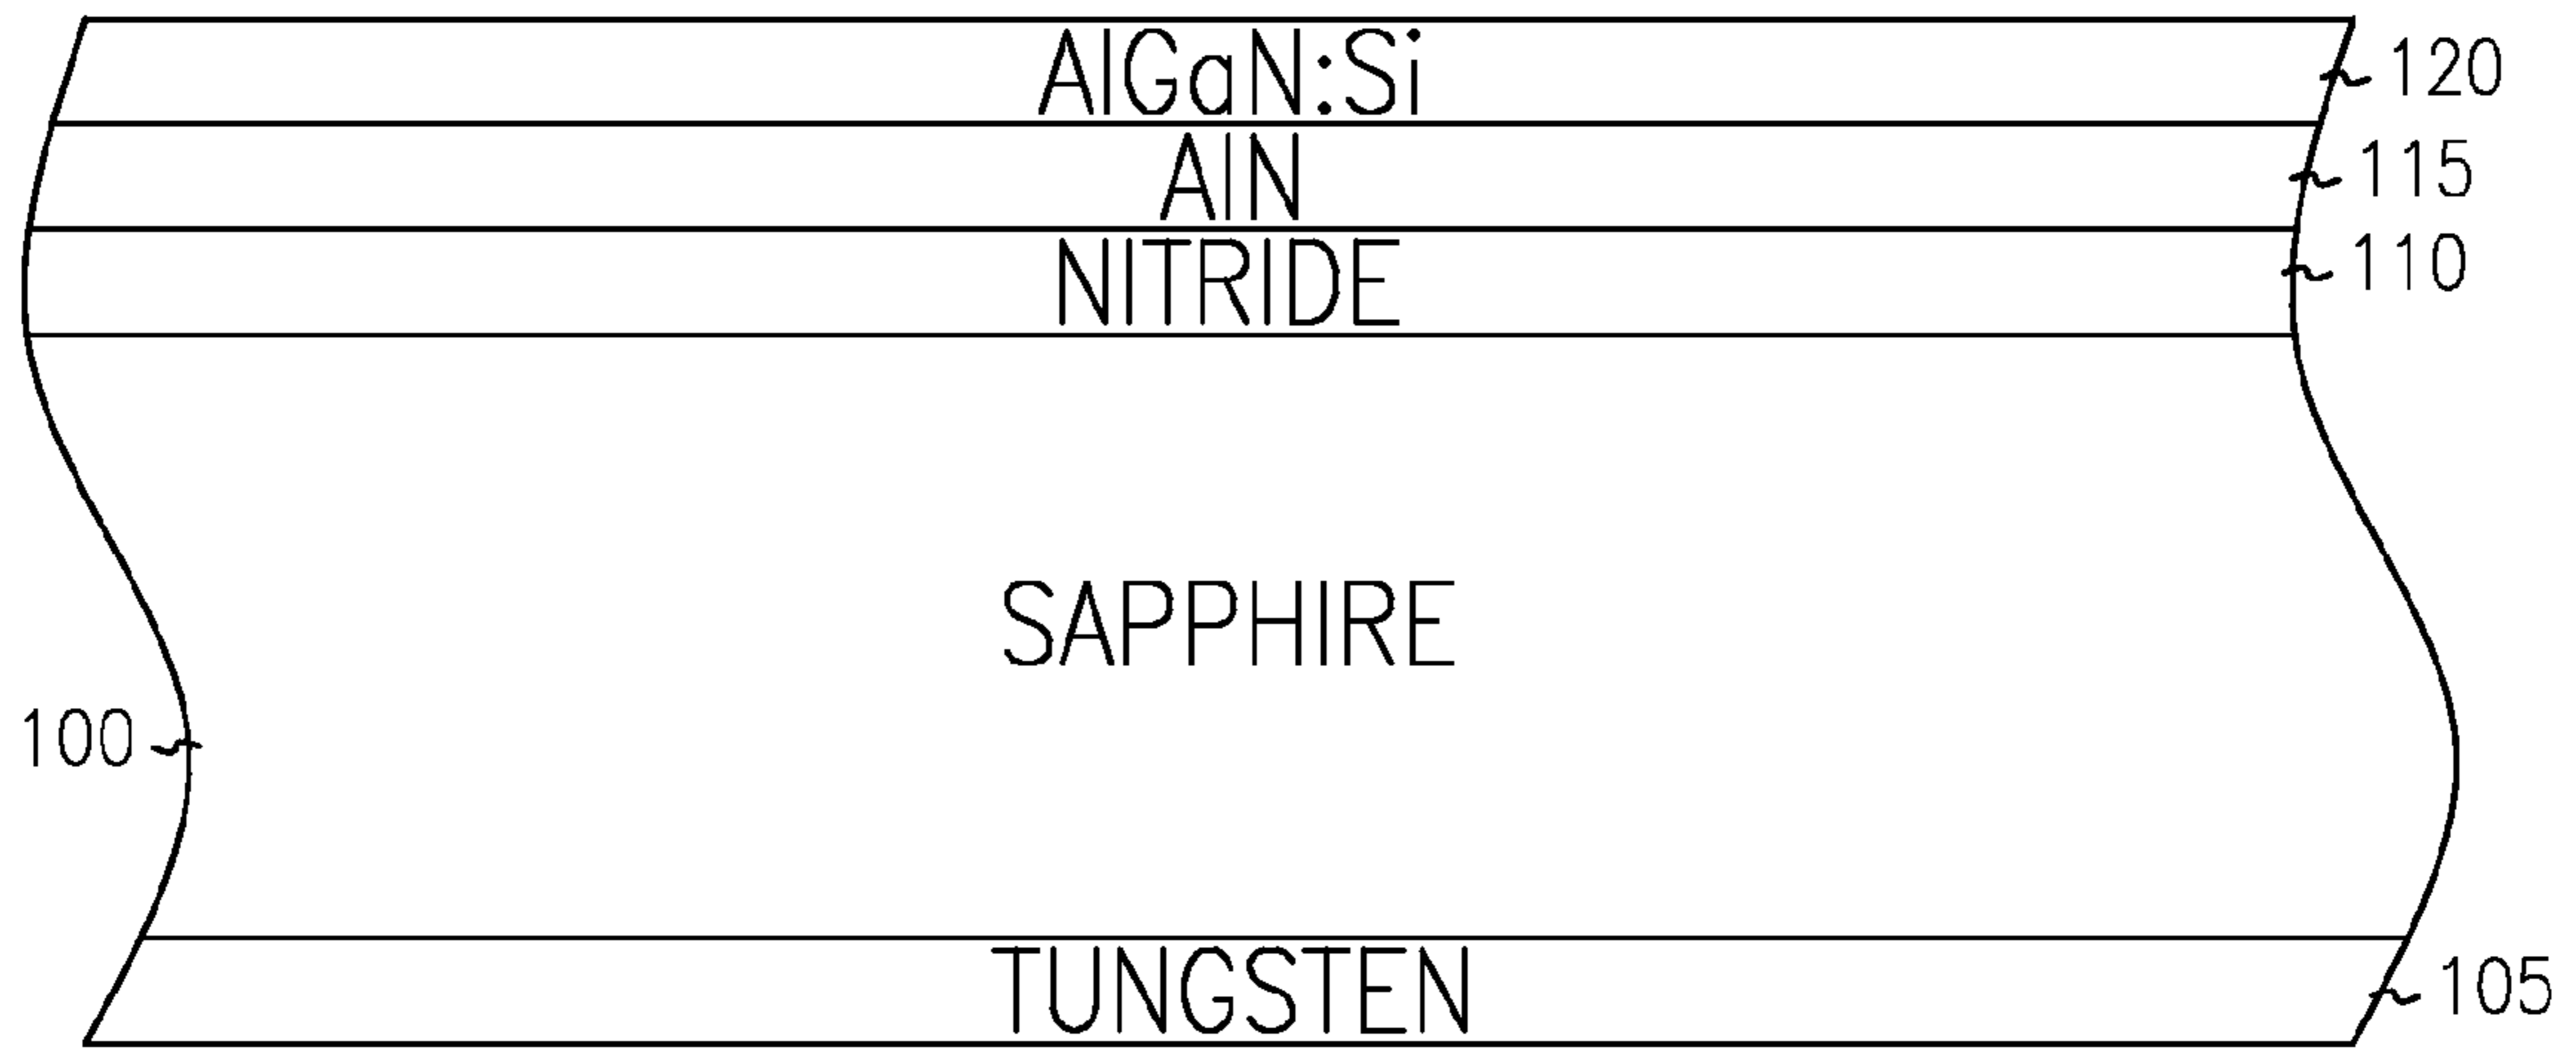 AlGaN:Si
120
AlN
115
NITRIDE
110
SAPPHIRE
100
TUNGSTEN
105